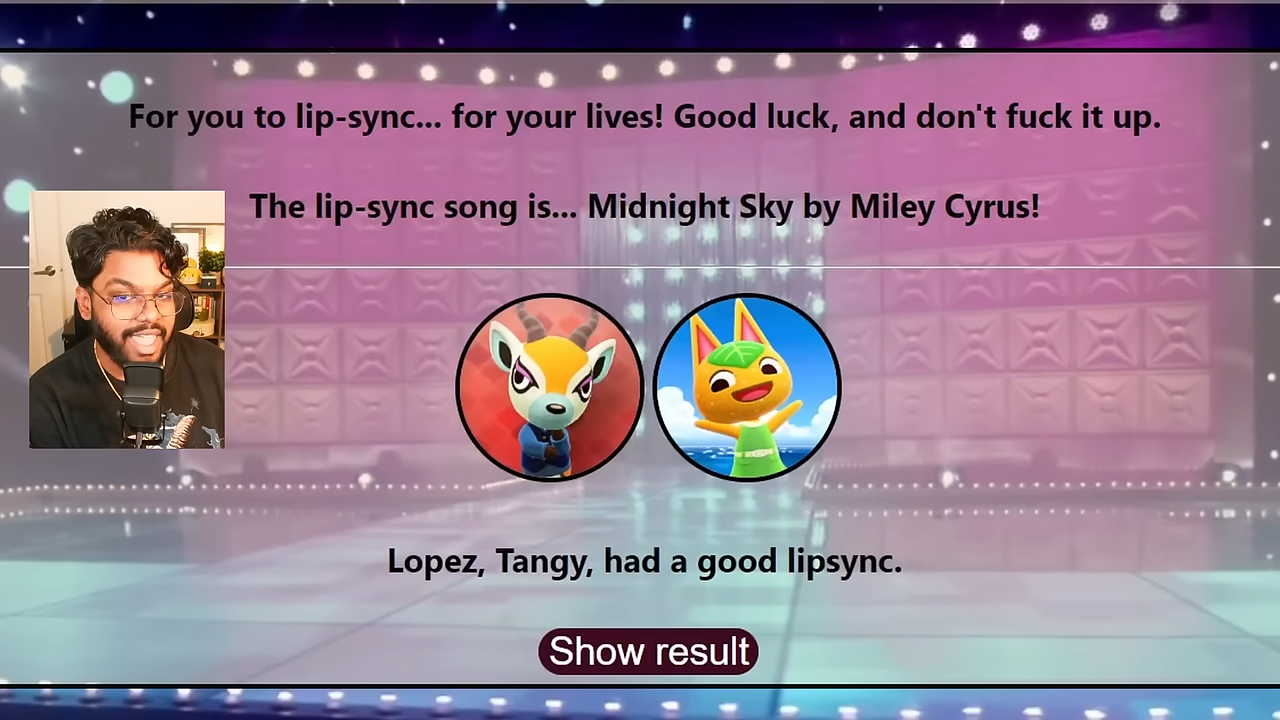 For you to lip-sync... for your lives! Good luck, and don't fuck it up.
The lip-sync song is... Midnight Sky by Miley Cyrus!
Lopez, Tangy, had a good lipsync.
Show result